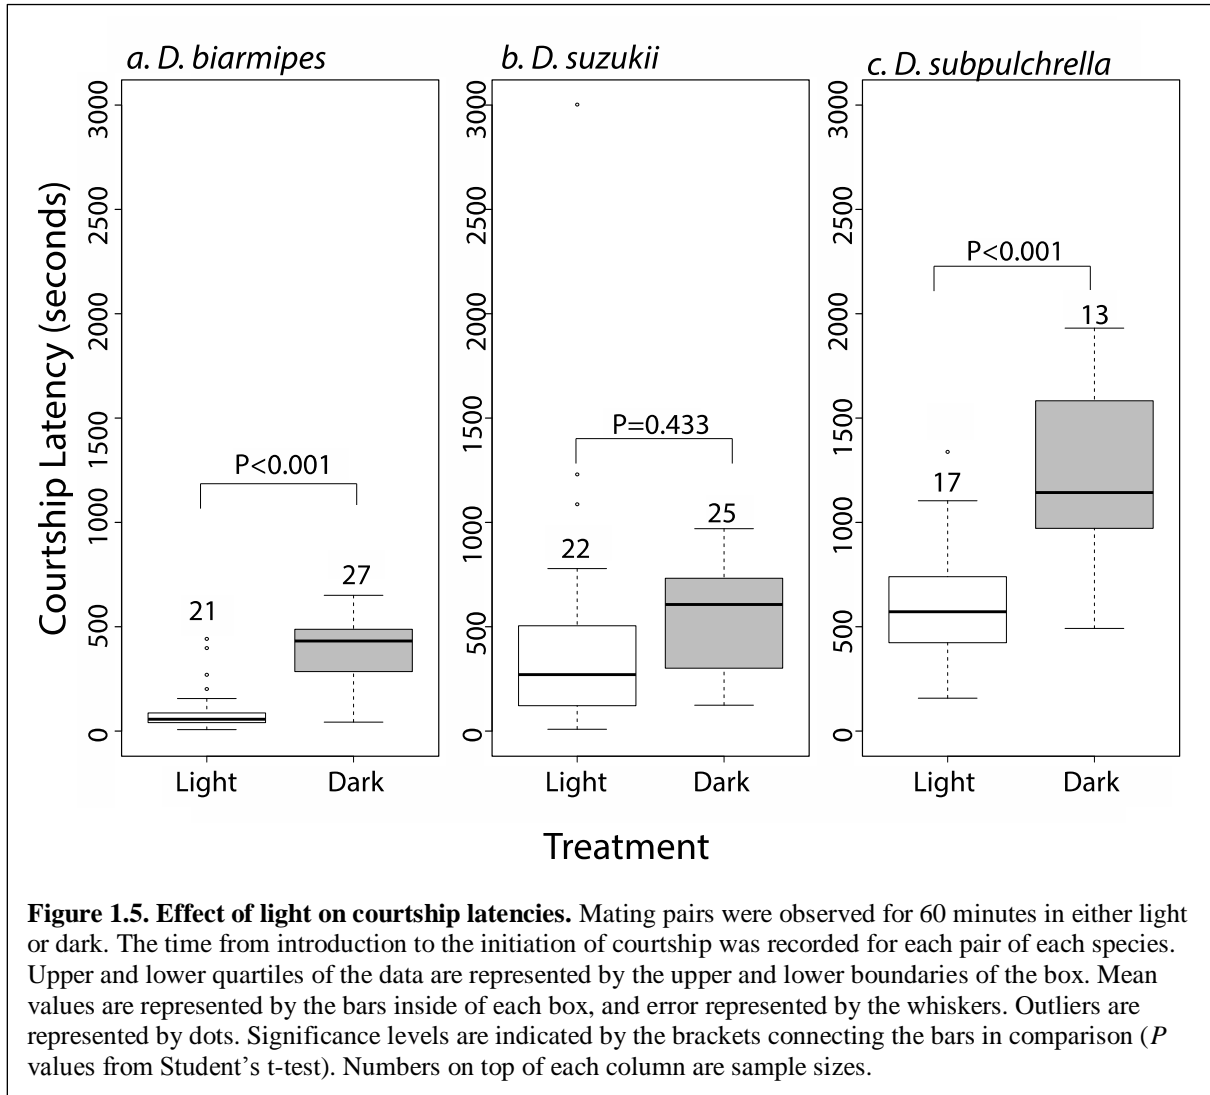 a. D. biarmipes
b. D. suzukii
c. D. subpulchrella
Courtship Latency (seconds)
3000
2500
2000
1500
1000
500
0
P<0.001
21
27
Light
Dark
3000
2500
2000
1500
1000
500
0
P=0.433
22
25
Light
Dark
3000
2500
2000
1500
1000
500
0
P<0.001
17
13
Light
Dark
Treatment
Figure 1.5. Effect of light on courtship latencies. Mating pairs were observed for 60 minutes in either light
or dark. The time from introduction to the initiation of courtship was recorded for each pair of each species.
Upper and lower quartiles of the data are represented by the upper and lower boundaries of the box. Mean
values are represented by the bars inside of each box, and error represented by the whiskers. Outliers are
represented by dots. Significance levels are indicated by the brackets connecting the bars in comparison (P
values from Student’s t-test). Numbers on top of each column are sample sizes.